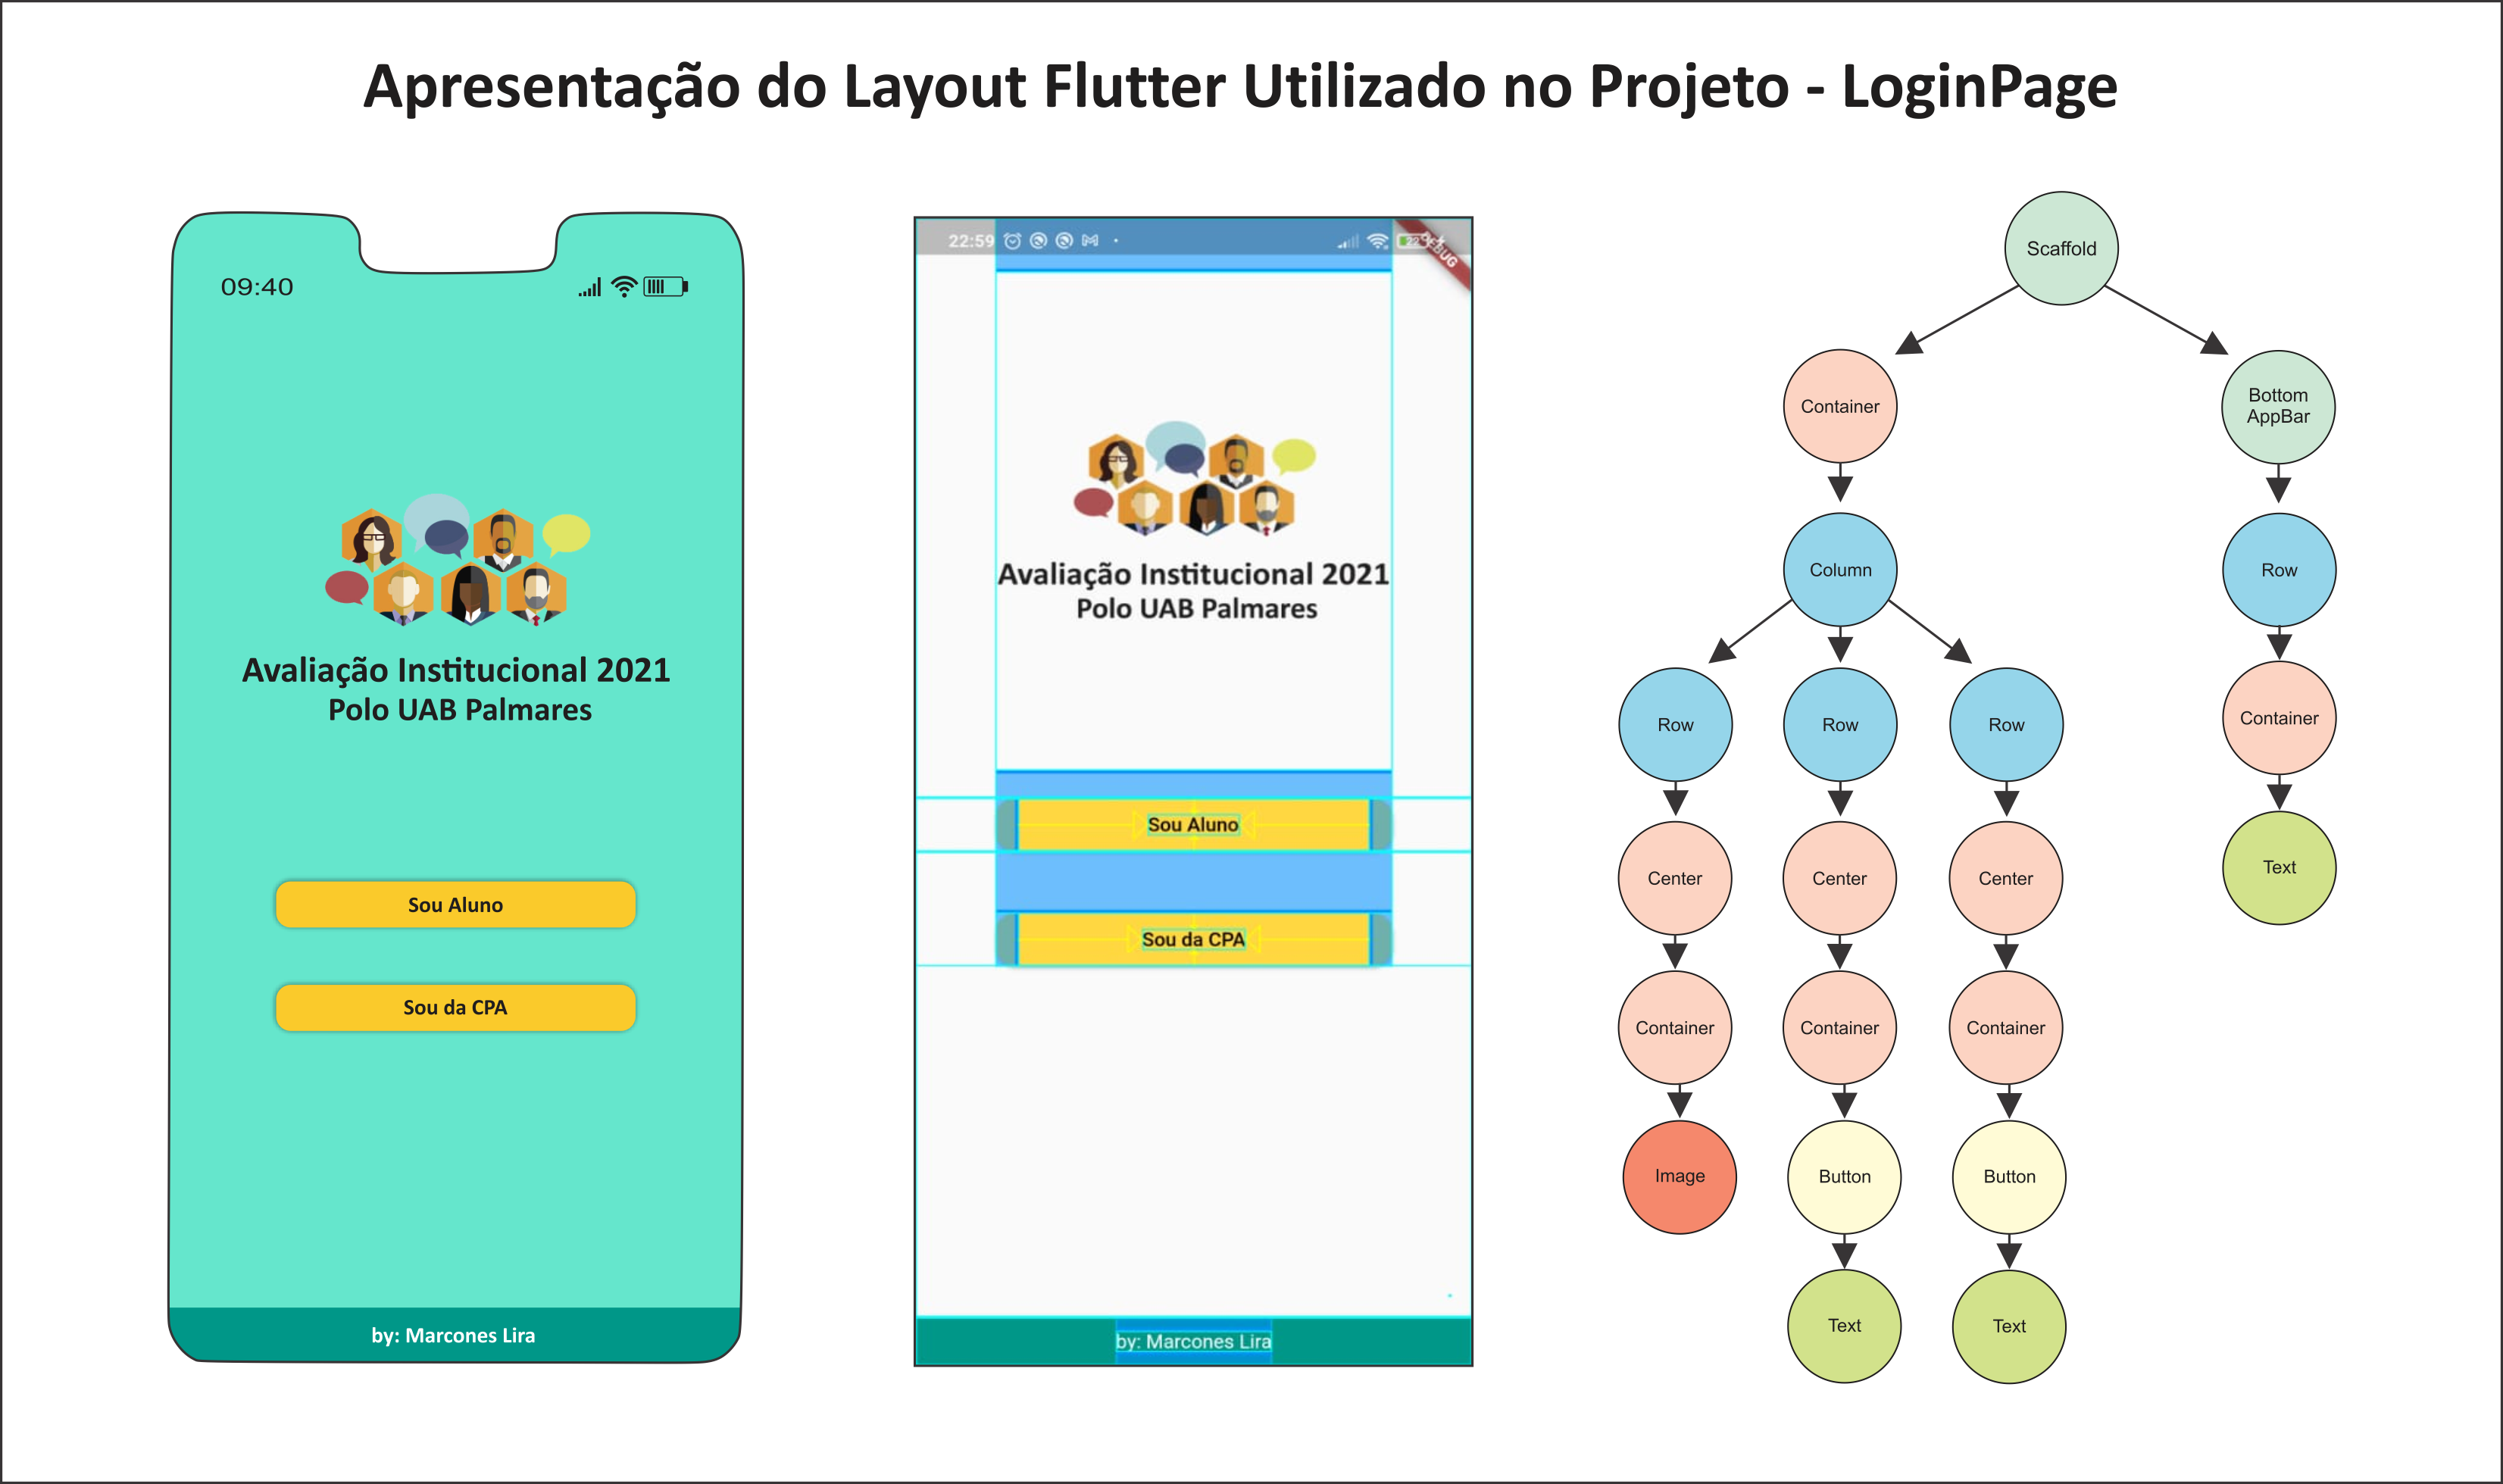 Apresentação do Layout Flutter Utilizado no Projeto - LoginPage
09:40
Avaliação Institucional 2021
Polo UAB Palmares
Sou Aluno
Sou da CPA
by: Marcones Lira
22:59
Avaliação Institucional 2021
Polo UAB Palmares
Sou Aluno
Sou da CPA
by: Marcones Lira
Scaffold
Container
Bottom
AppBar
Column
Row
Row
Row
Row
Container
Center
Center
Center
Text
Container
Container
Container
Image
Button
Button
Text
Text